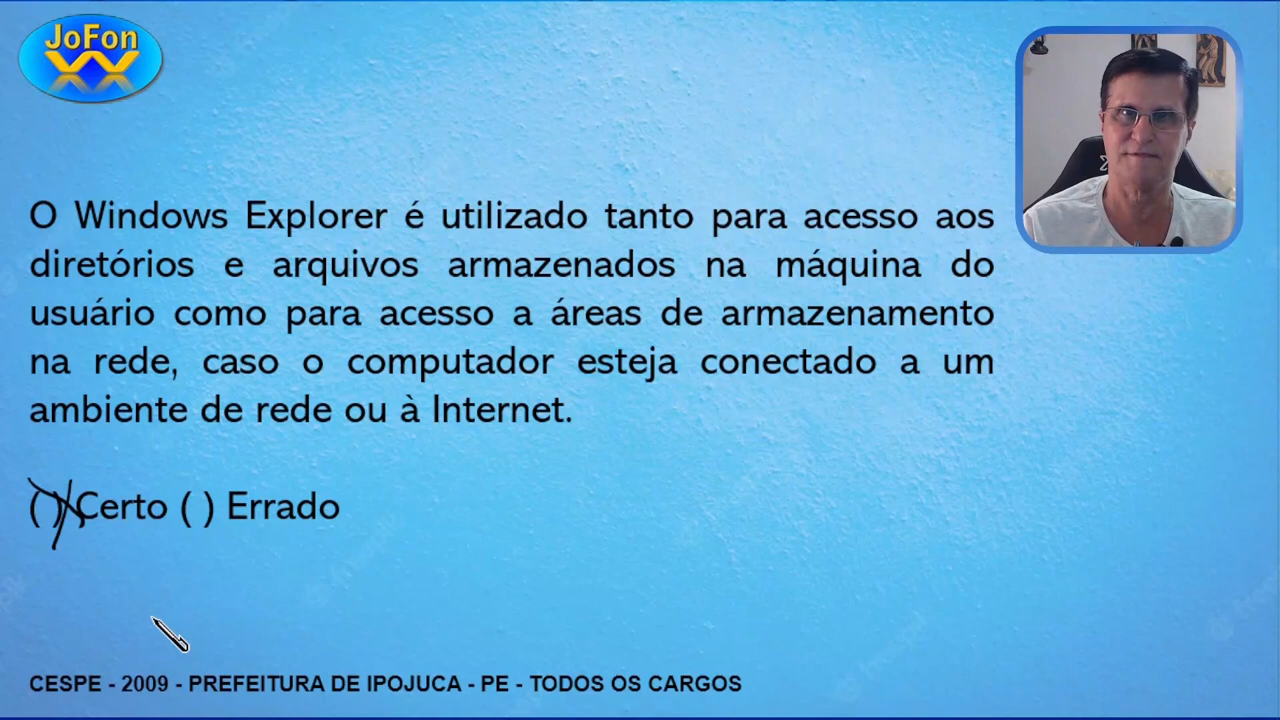 JoFon
O Windows Explorer é utilizado tanto para acesso aos
diretórios e arquivos armazenados na máquina do
usuário como para acesso a áreas de armazenamento
na rede, caso o computador esteja conectado a um
ambiente de rede ou à Internet.
( ) Certo ( ) Errado
CESPE - 2009 - PREFEITURA DE IPOJUCA - PE - TODOS OS CARGOS